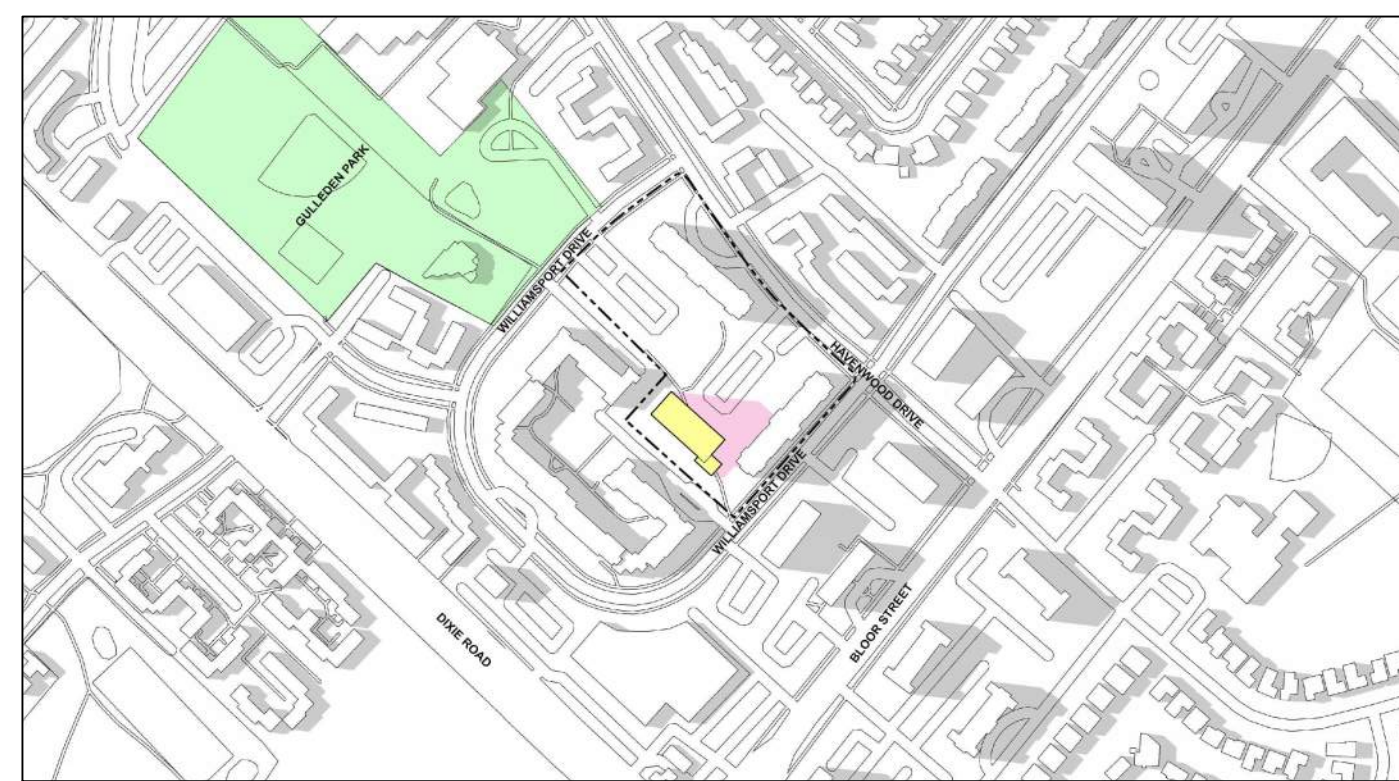 GULLEDEN PARK
WILLIAMSPORT DRIVE
HAVENWOOD DRIVE
WILLIAMSPORT DRIVE
BLOOR STREET
DIXIE ROAD